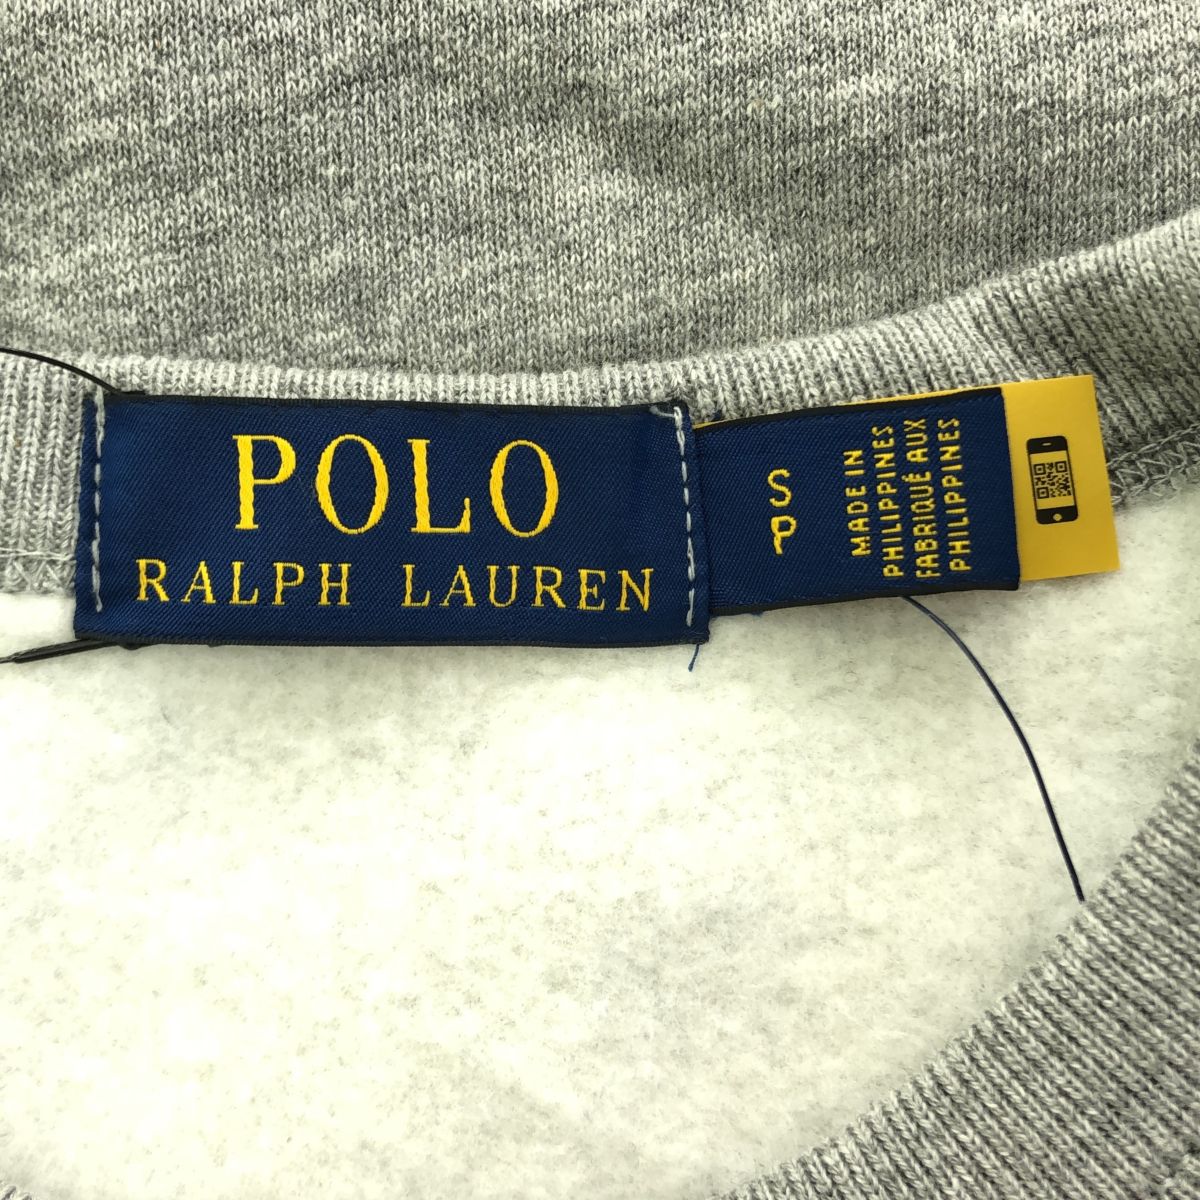 POLO
RALPH LAUREN
S
P
MADE IN
PHILIPPINES
FABRIQUÉ AUX
PHILIPPINES